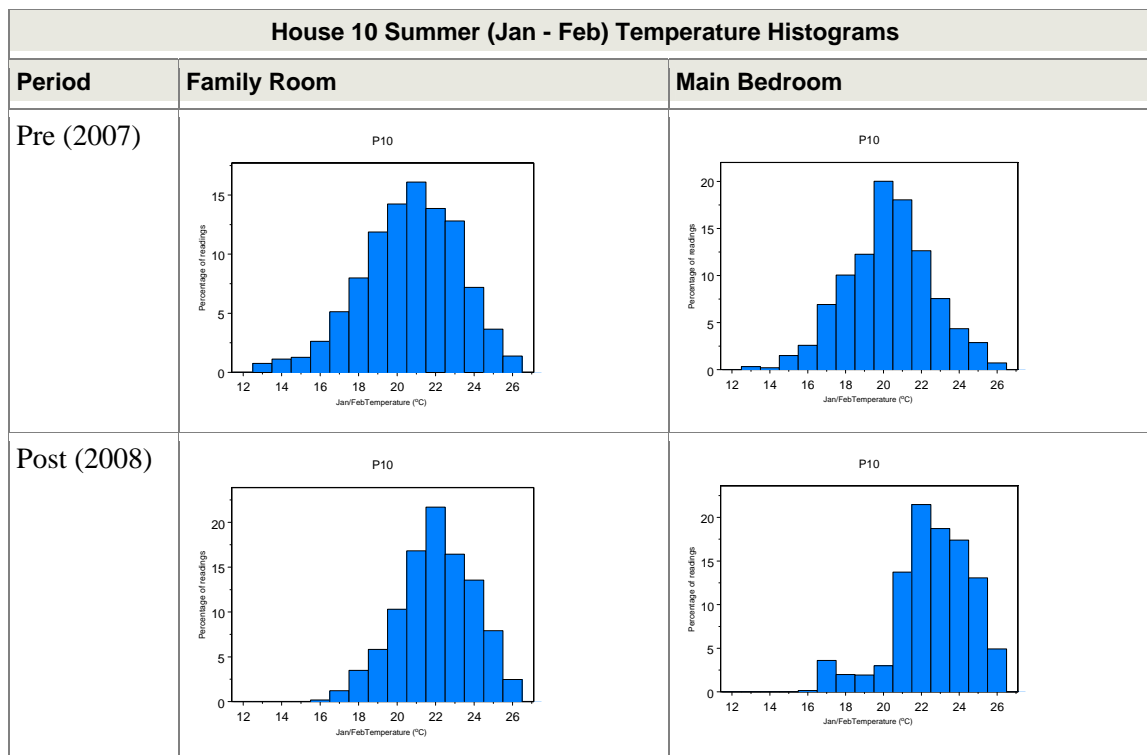 House 10 Summer (Jan - Feb) Temperature Histograms
Period Family Room Main Bedroom
Pre (2007)
P10
Percentage of readings
15
10
5
0
12 14 16 18 20 22 24 26
Jan/FebTemperature (ºC)
P10
Percentage of readings
20
15
10
5
0
12 14 16 18 20 22 24 26
Jan/FebTemperature (ºC)
Post (2008)
P10
Percentage of readings
20
15
10
5
0
12 14 16 18 20 22 24 26
Jan/FebTemperature (ºC)
P10
Percentage of readings
20
15
10
5
0
12 14 16 18 20 22 24 26
Jan/FebTemperature (ºC)